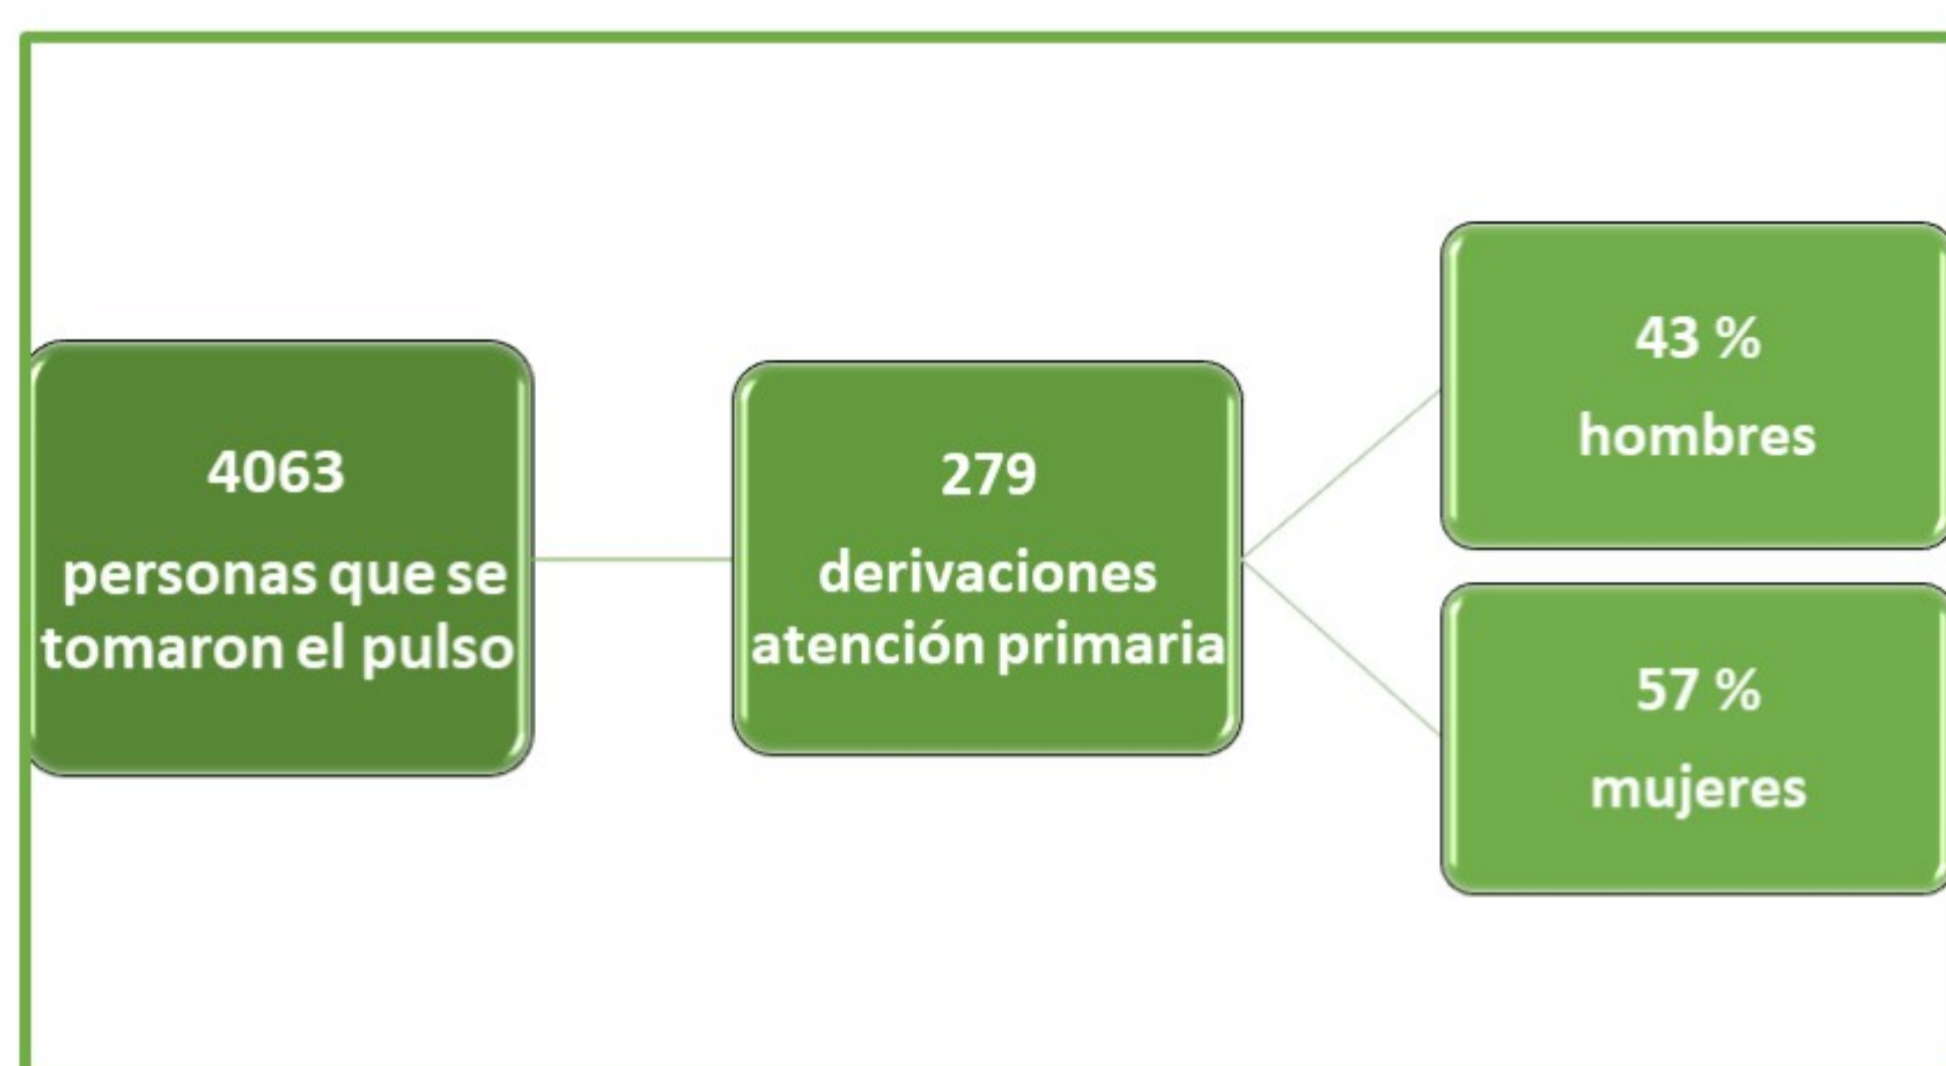 4063
personas que se
tomaron el pulso
279
derivaciones
atención primaria
43 %
hombres
57 %
mujeres